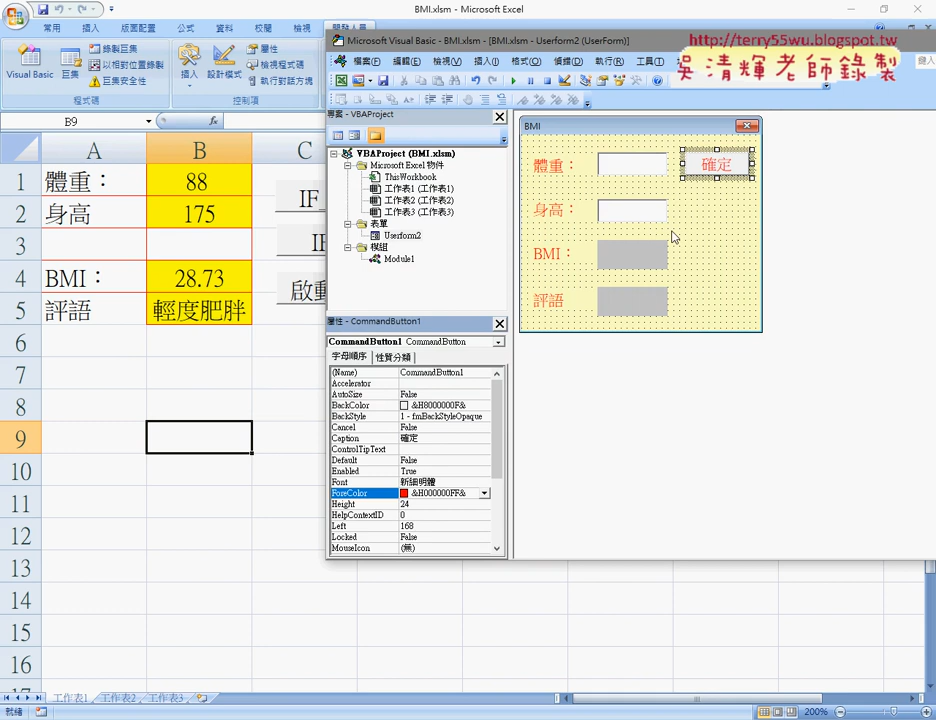 BMI.xlsm - Microsoft Excel
常用 插入 版面配置 公式 資料 校閱 檢視 開發人員
Visual Basic 巨集 錄製巨集 以相對位置錄製 巨集安全性 程式碼
插入 設計模式 屬性 檢視程式碼 執行對話方塊 控制項
B9 fx
A B C
1 體重： 88
2 身高 175
3
4 BMI： 28.73
5 評語 輕度肥胖
6
7
8
9
10
11
12
13
14
15
16
IF
啟動
工作表1 工作表2 工作表3
就緒 200%
Microsoft Visual Basic - BMI.xlsm - [BMI.xlsm - Userform2 (UserForm)]
檔案(F) 編輯(E) 檢視(V) 插入(I) 格式(O) 偵錯(D) 執行(R) 工具(T)
http://terry55wu.blogspot.tw
吳清輝老師錄製
專案 - VBAProject
VBAProject (BMI.xlsm)
Microsoft Excel 物件
ThisWorkbook
工作表1 (工作表1)
工作表2 (工作表2)
工作表3 (工作表3)
表單
Userform2
模組
Module1
屬性 - CommandButton1
CommandButton1 CommandButton
字母順序 性質分類
(Name) CommandButton1
Accelerator
AutoSize False
BackColor &H8000000F&
BackStyle 1 - fmBackStyleOpaque
Cancel False
Caption 確定
ControlTipText
Default False
Enabled True
Font 新細明體
ForeColor &H000000FF&
Height 24
HelpContextID 0
Left 168
Locked False
MouseIcon (無)
BMI
體重： 確定
身高：
BMI：
評語